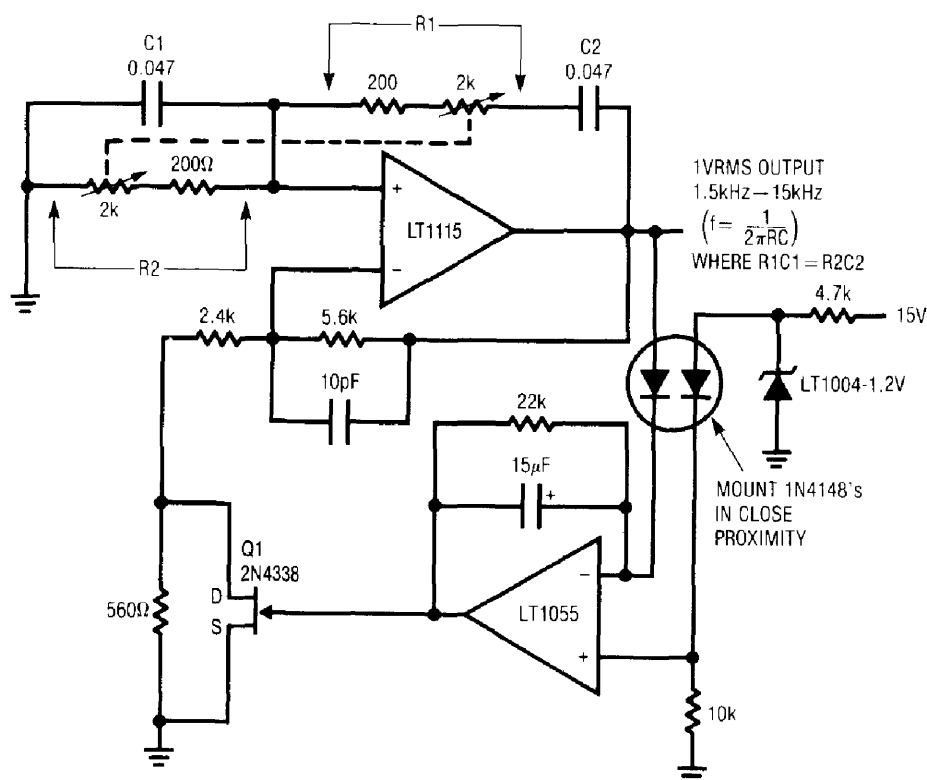 R1
C1
0.047
C2
0.047
200
2k
200Ω
2k
R2
+
LT1115
−
1VRMS OUTPUT
1.5kHz—15kHz
(f= 1
2πRC)
WHERE R1C1=R2C2
4.7k
15V
2.4k
5.6k
10pF
LT1004-1.2V
22k
15µF
+
MOUNT 1N4148's
IN CLOSE
PROXIMITY
Q1
2N4338
D
S
560Ω
−
LT1055
+
10k